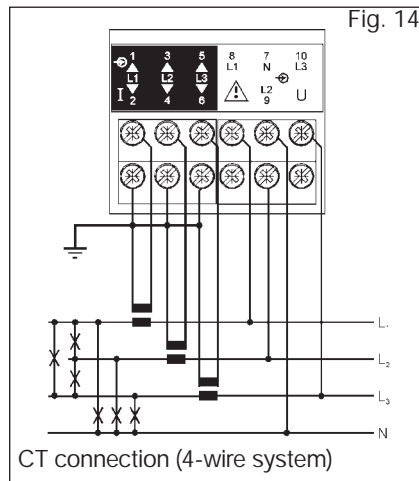 Fig. 14
1 3 5 8 7 10
L1 N L3
L1 L2 L3
I L2 U
2 4 6 9
L.
L2
L3
N
CT connection (4-wire system)